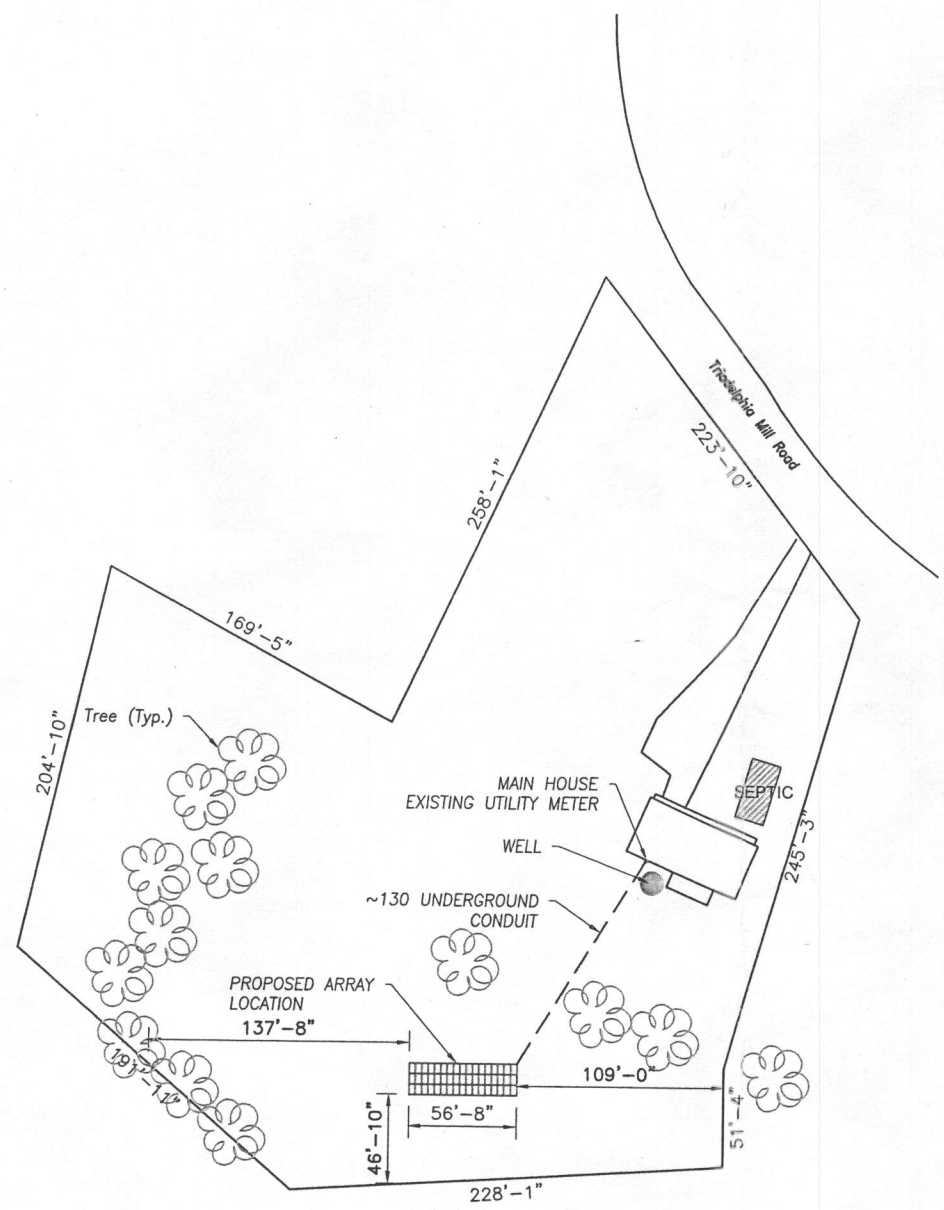 Triadelphia Mill Road
223'-10"
258'-1"
169'-5"
204'-10"
Tree (Typ.)
MAIN HOUSE
EXISTING UTILITY METER
SEPTIC
WELL
245'-3"
~130 UNDERGROUND
CONDUIT
PROPOSED ARRAY
LOCATION
137'-8"
191'-11"
109'-0"
56'-8"
46'-10"
51'-4"
228'-1"